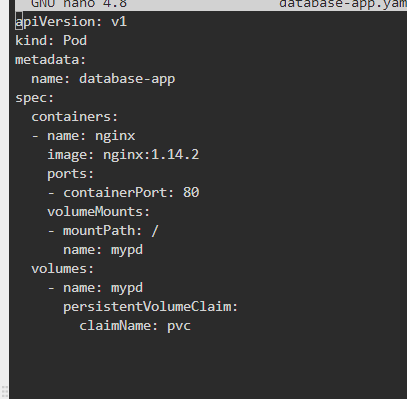 GNU nano 4.8 database-app.yam
apiVersion: v1
kind: Pod
metadata:
  name: database-app
spec:
  containers:
  - name: nginx
    image: nginx:1.14.2
    ports:
    - containerPort: 80
    volumeMounts:
    - mountPath: /
      name: mypd
  volumes:
    - name: mypd
      persistentVolumeClaim:
        claimName: pvc